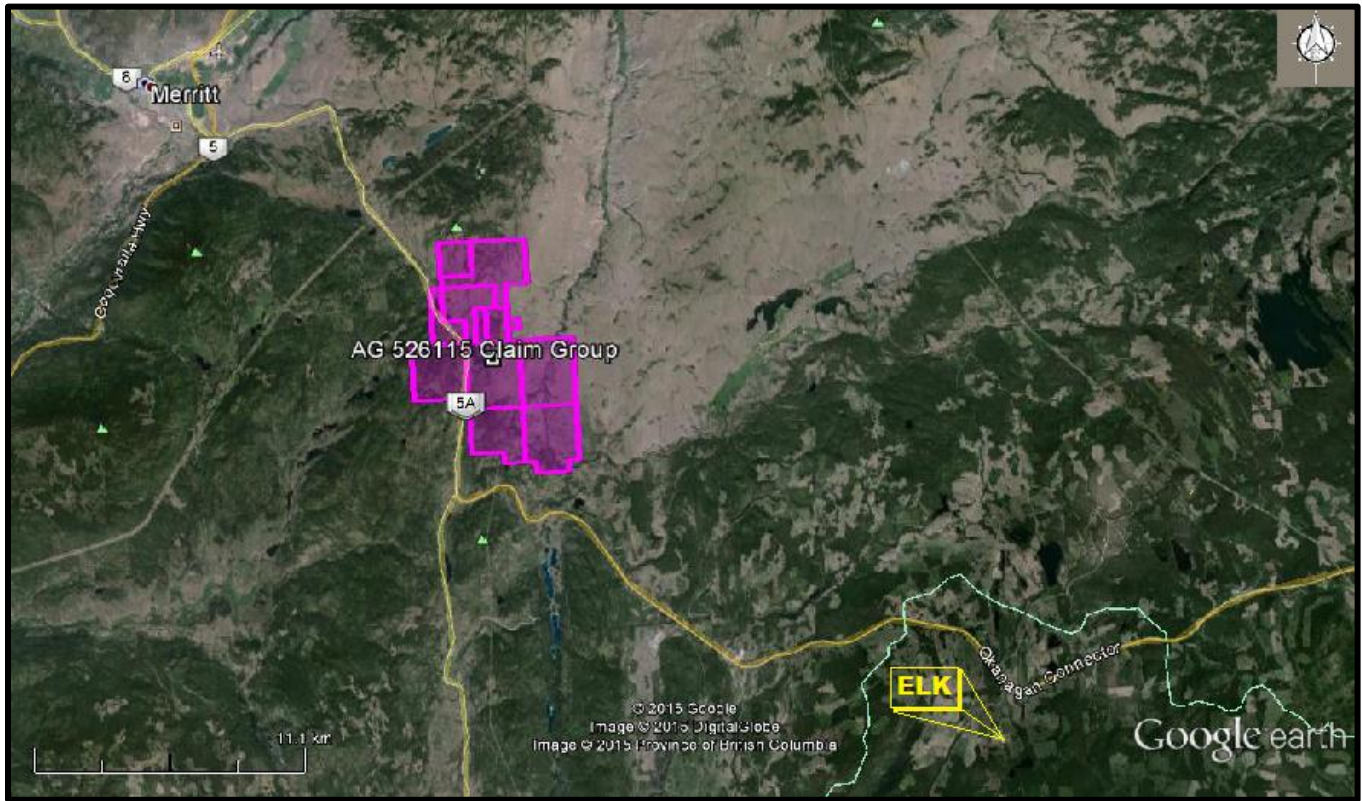 8
Merritt
5
Coquihalla Hwy
AG 526115 Claim Group
5A
Okanagan Connector
ELK
© 2015 Google
Image © 2015 DigitalGlobe
Image © 2015 Province of British Columbia
11.1 km
Google earth